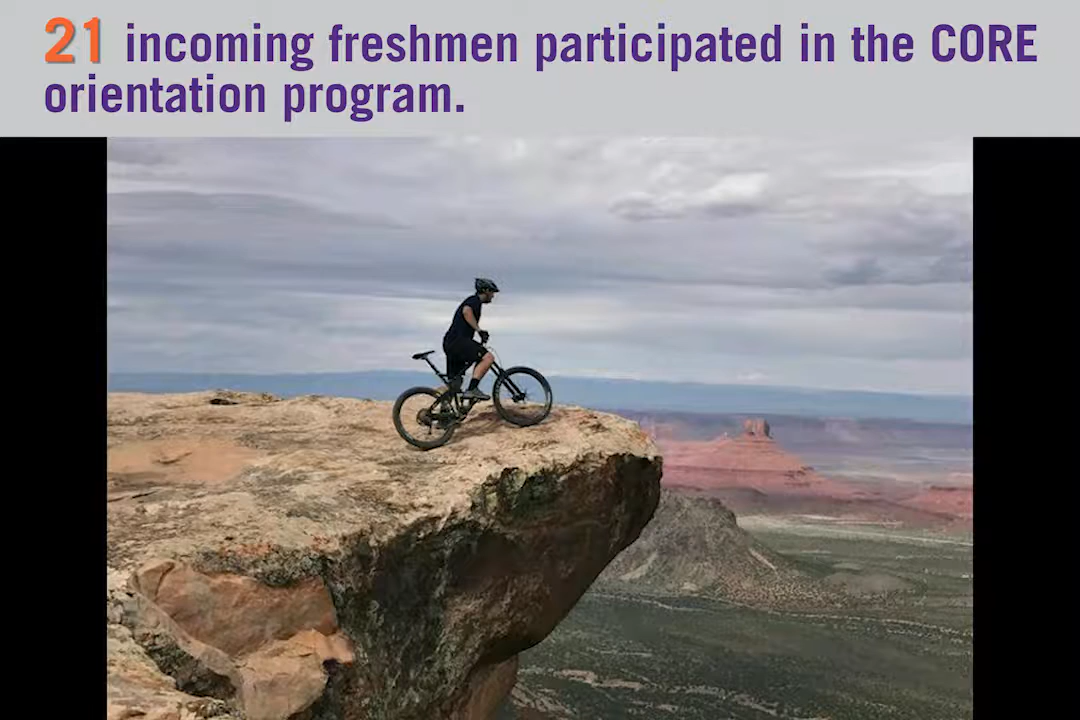 21 incoming freshmen participated in the CORE
orientation program.